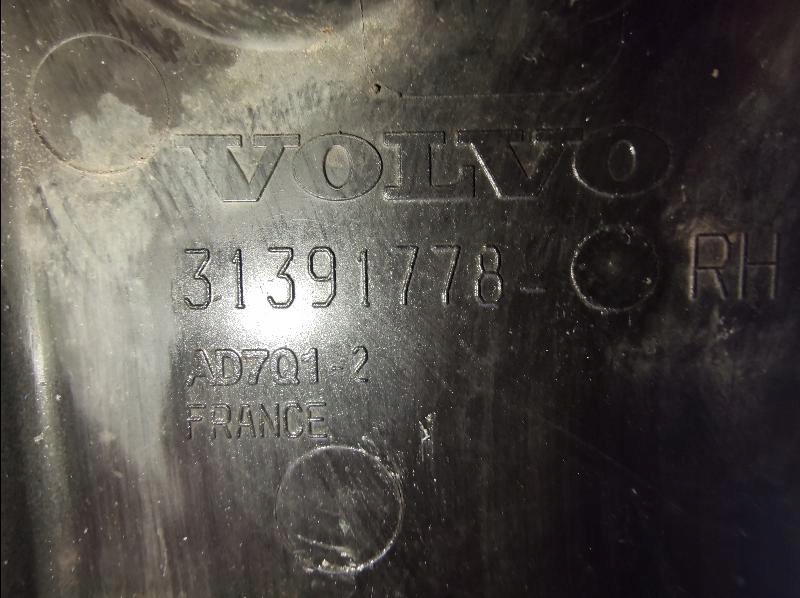 VOLVO
31391778- RH
AD7Q1-2
FRANCE